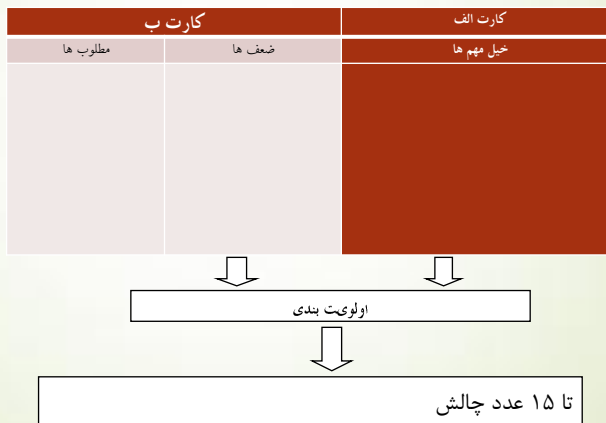 کارت الف
کارت ب
خیل مهم ها
ضعف ها
مطلوب ها
اولویت بندی
تا ۱۵ عدد چالش